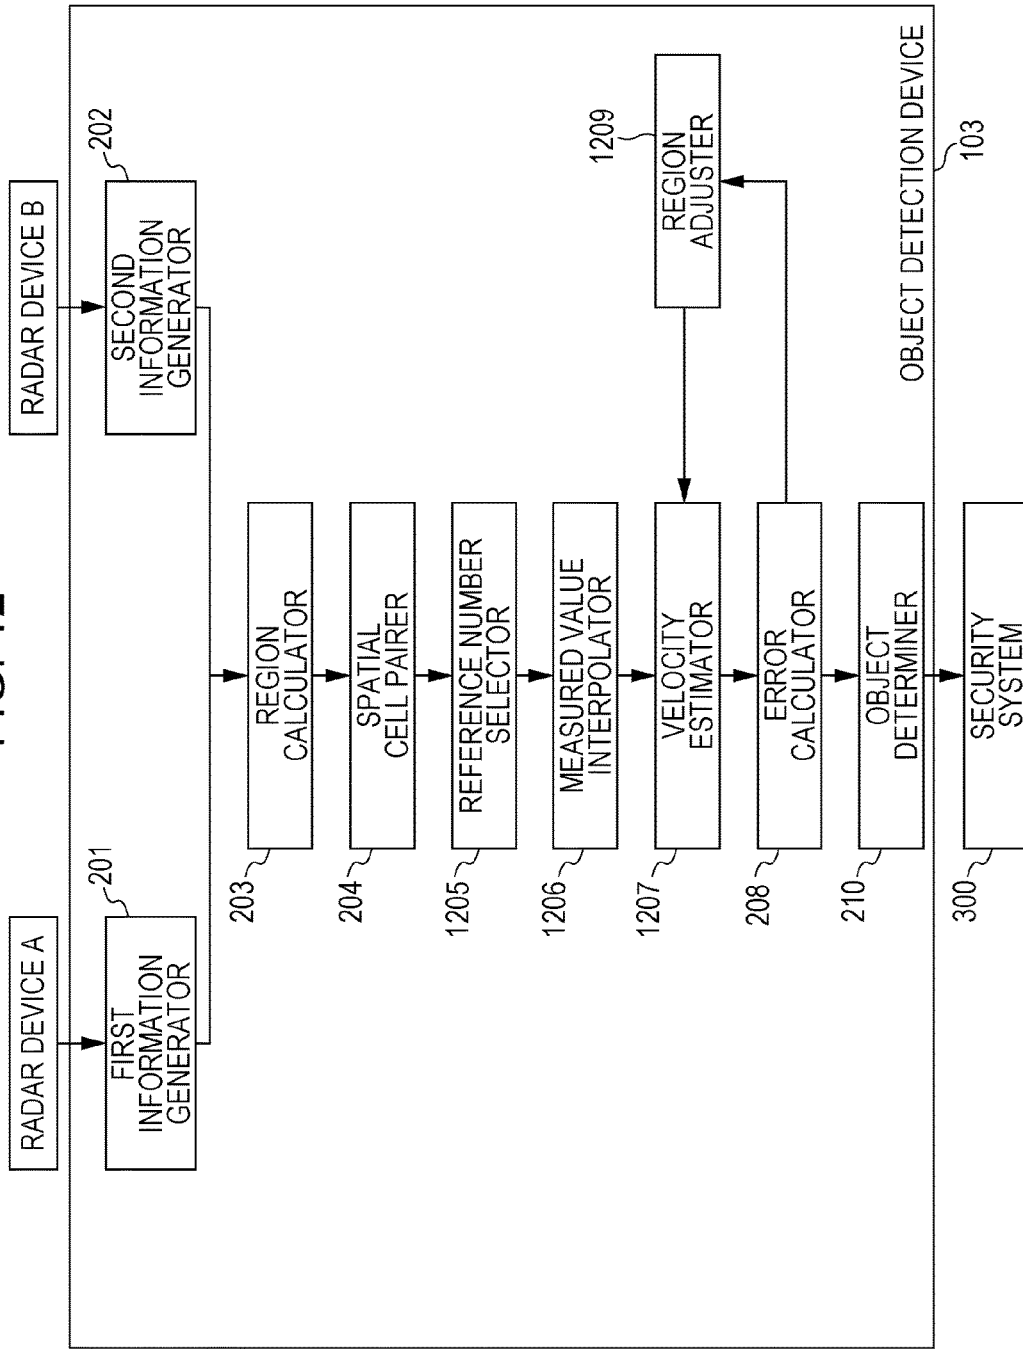 RADAR DEVICE A
RADAR DEVICE B
201
FIRST
INFORMATION
GENERATOR
202
SECOND
INFORMATION
GENERATOR
203
REGION
CALCULATOR
204
SPATIAL
CELL PAIRER
1205
REFERENCE NUMBER
SELECTOR
1206
MEASURED VALUE
INTERPOLATOR
1207
VELOCITY
ESTIMATOR
1209
REGION
ADJUSTER
208
ERROR
CALCULATOR
210
OBJECT
DETERMINER
OBJECT DETECTION DEVICE
103
300
SECURITY
SYSTEM